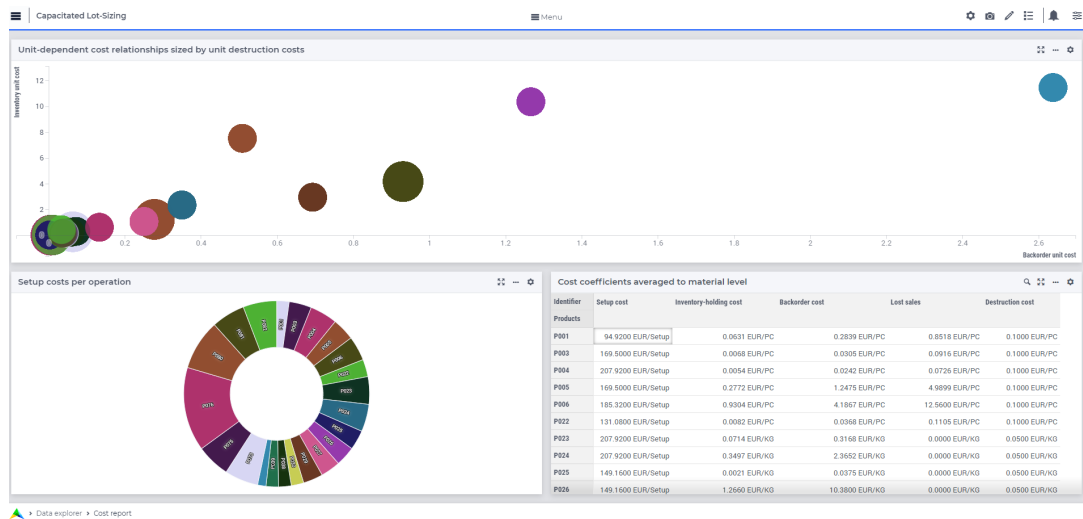 Capacitated Lot-Sizing
Menu
Unit-dependent cost relationships sized by unit destruction costs
Inventory unit cost
12
10
8
6
4
2
0
0
0.2 0.4 0.6 0.8 1 1.2 1.4 1.6 1.8 2 2.2 2.4 2.6
Backorder unit cost
Setup costs per operation
P003
P004
P006
P022
P023
P024
P025
P026
P075
P076
P080
P081
Cost coefficients averaged to material level
Identifier Setup cost Inventory-holding cost Backorder cost Lost sales Destruction cost
Products
P001 94.9200 EUR/Setup 0.0631 EUR/PC 0.2839 EUR/PC 0.8518 EUR/PC 0.1000 EUR/PC
P003 169.5000 EUR/Setup 0.0068 EUR/PC 0.0305 EUR/PC 0.0916 EUR/PC 0.1000 EUR/PC
P004 207.9200 EUR/Setup 0.0054 EUR/PC 0.0242 EUR/PC 0.0726 EUR/PC 0.1000 EUR/PC
P005 169.5000 EUR/Setup 0.2772 EUR/PC 1.2475 EUR/PC 4.9899 EUR/PC 0.1000 EUR/PC
P006 185.3200 EUR/Setup 0.9304 EUR/PC 4.1867 EUR/PC 12.5600 EUR/PC 0.1000 EUR/PC
P022 131.0800 EUR/Setup 0.0082 EUR/PC 0.0368 EUR/PC 0.1105 EUR/PC 0.1000 EUR/PC
P023 207.9200 EUR/Setup 0.0714 EUR/KG 0.3168 EUR/KG 0.0000 EUR/KG 0.0500 EUR/KG
P024 207.9200 EUR/Setup 0.3497 EUR/KG 2.3652 EUR/KG 0.0000 EUR/KG 0.0500 EUR/KG
P025 149.1600 EUR/Setup 0.0021 EUR/KG 0.0375 EUR/KG 0.0000 EUR/KG 0.0500 EUR/KG
P026 149.1600 EUR/Setup 1.2660 EUR/KG 10.3800 EUR/KG 0.0000 EUR/KG 0.0500 EUR/KG
Data explorer Cost report